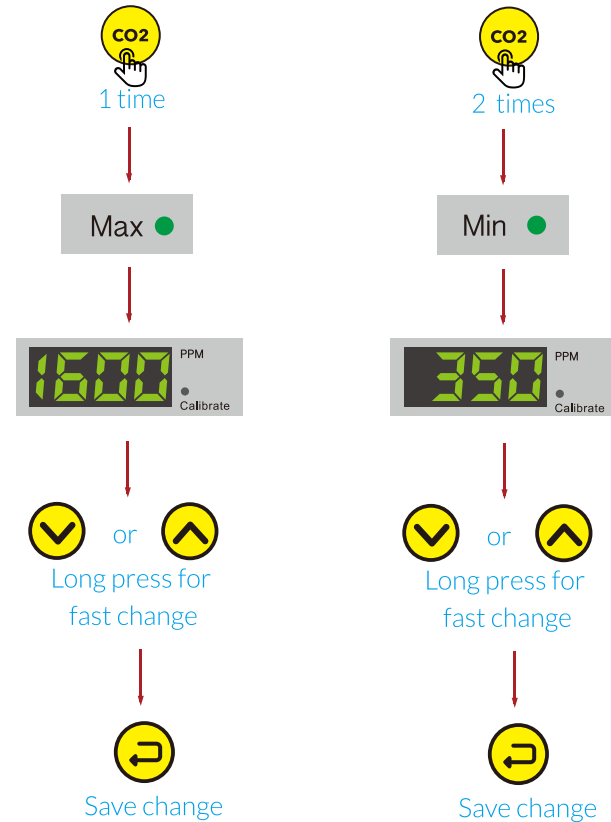 CO2
1 time
Max
1600
PPM
Calibrate
or
Long press for
fast change
Save change
CO2
2 times
Min
350
PPM
Calibrate
or
Long press for
fast change
Save change